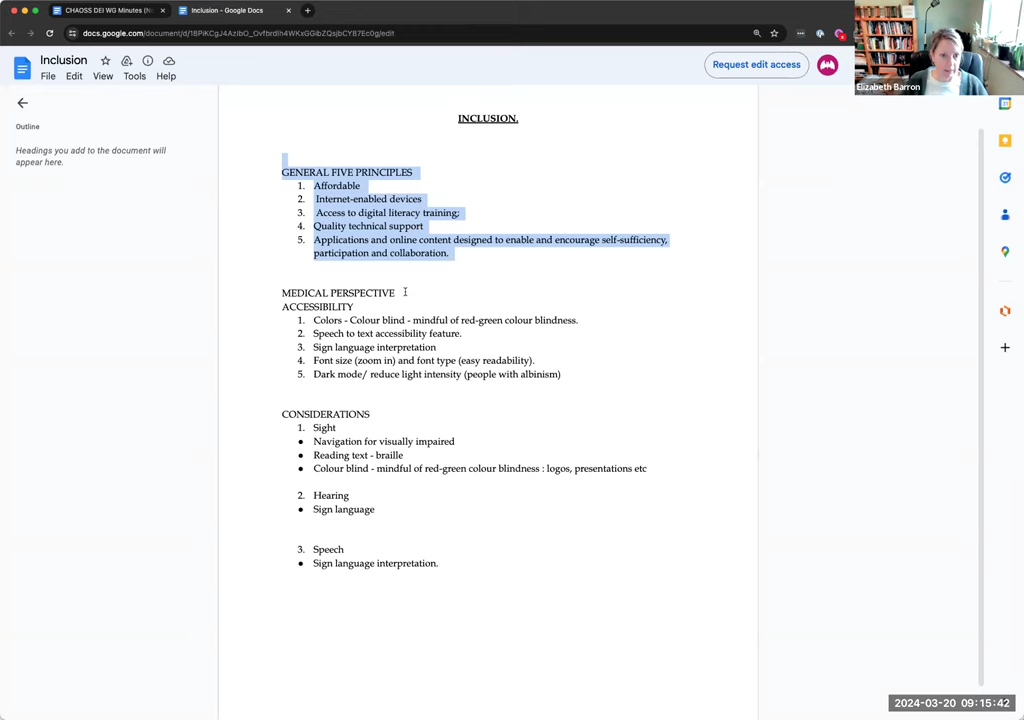 CHAOSS DEI WG Minutes (N
Inclusion - Google Docs
docs.google.com/document/d/18PiKCgJ4AzIbO_OvfbrdIh4WKxGGibZQsjbCYB7Ec0g/edit
Inclusion
File Edit View Tools Help
Request edit access
Elizabeth Barron
Outline
Headings you add to the document will
appear here.
INCLUSION.
GENERAL FIVE PRINCIPLES
1. Affordable
2. Internet-enabled devices
3. Access to digital literacy training;
4. Quality technical support
5. Applications and online content designed to enable and encourage self-sufficiency,
participation and collaboration.
MEDICAL PERSPECTIVE
ACCESSIBILITY
1. Colors - Colour blind - mindful of red-green colour blindness.
2. Speech to text accessibility feature.
3. Sign language interpretation
4. Font size (zoom in) and font type (easy readability).
5. Dark mode/ reduce light intensity (people with albinism)
CONSIDERATIONS
1. Sight
● Navigation for visually impaired
● Reading text - braille
● Colour blind - mindful of red-green colour blindness : logos, presentations etc
2. Hearing
● Sign language
3. Speech
● Sign language interpretation.
2024-03-20 09:15:42